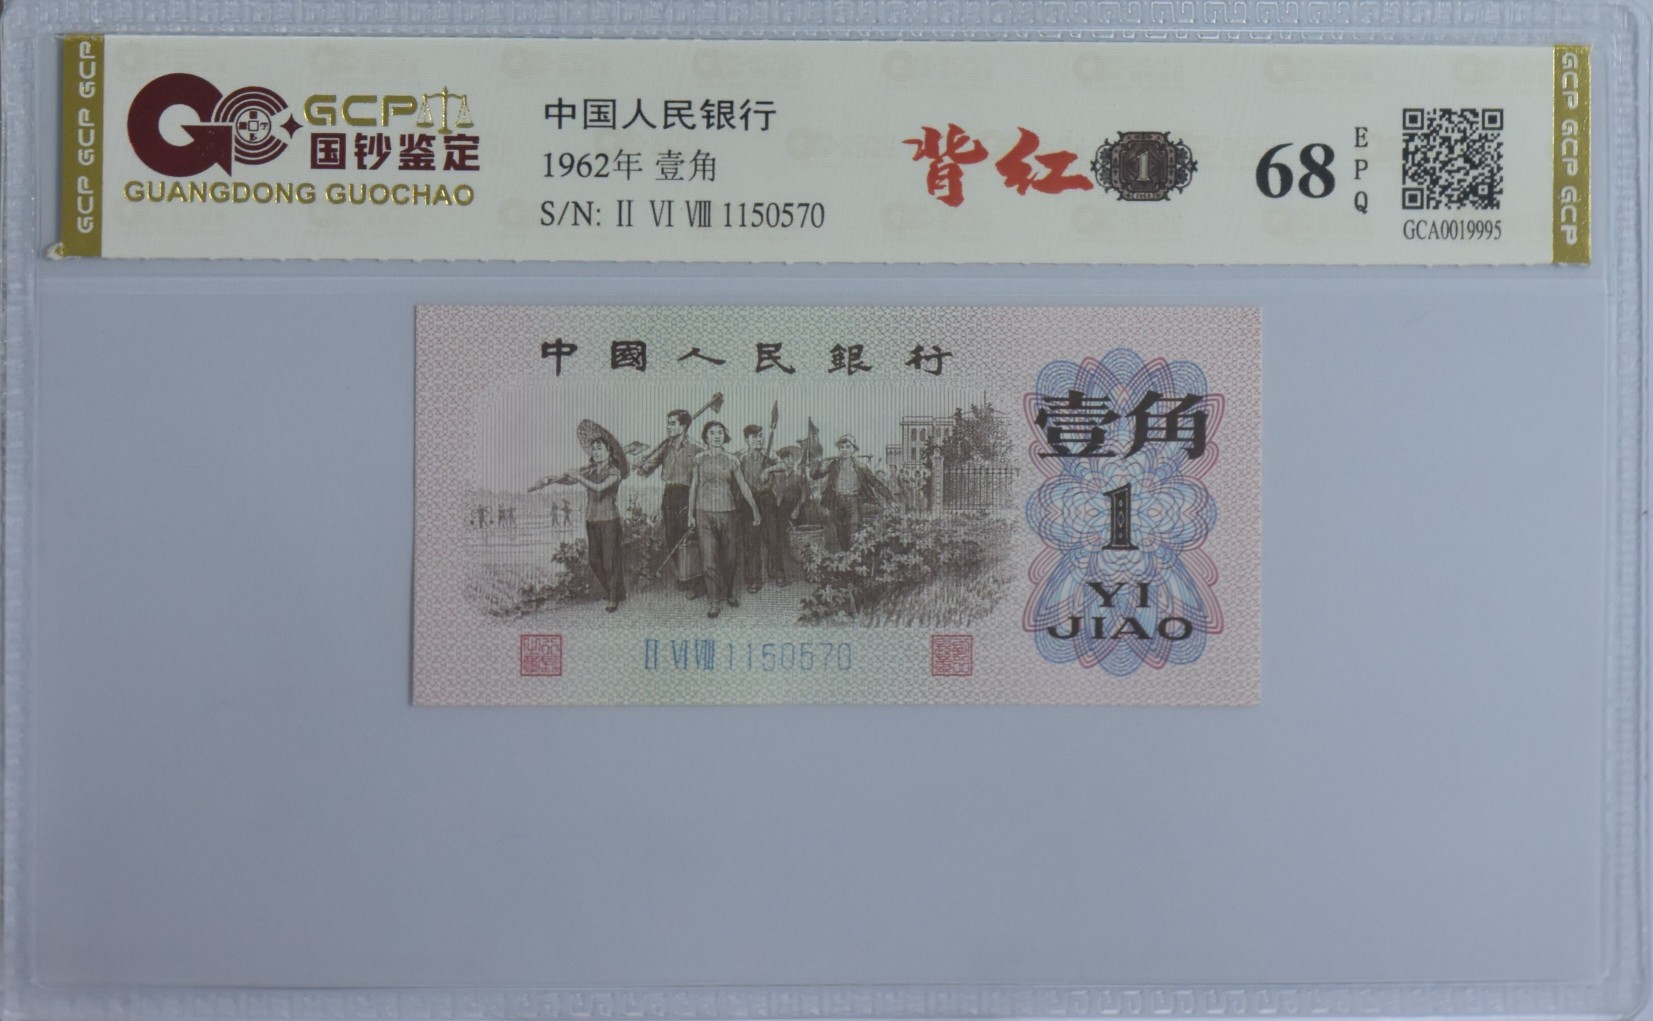 GCP GCP GCP
GCP
国钞鉴定
GUANGDONG GUOCHAO
中国人民银行
1962年 壹角
S/N: II VI VIII 1150570
背红
1
68
E
P
Q
GCA0019995
GCP GCP GCP
中國人民銀行
壹角
1
YI
JIAO
II VI VIII 1150570